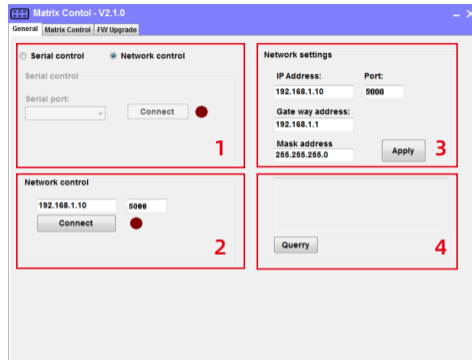 Matrix Contol - V2.1.0
General Matrix Control FW Upgrade
Serial control Network control
Serial control
Serial port:
Connect
1
Network settings
IP Address: Port:
192.168.1.10 5000
Gate way address:
192.168.1.1
Mask address
255.255.255.0
Apply
3
Network control
192.168.1.10 5000
Connect
2
Querry
4